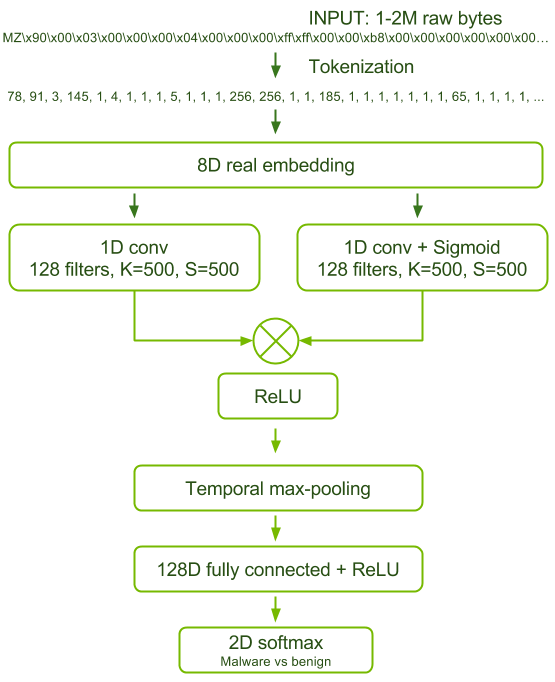 INPUT: 1-2M raw bytes
MZ\x90\x00\x03\x00\x00\x00\x04\x00\x00\x00\xff\xff\x00\x00\xb8\x00\x00\x00\x00\x00\x00…
Tokenization
78, 91, 3, 145, 1, 4, 1, 1, 1, 5, 1, 1, 1, 256, 256, 1, 1, 185, 1, 1, 1, 1, 1, 1, 1, 65, 1, 1, 1, 1, ...
8D real embedding
1D conv
128 filters, K=500, S=500
1D conv + Sigmoid
128 filters, K=500, S=500
ReLU
Temporal max-pooling
128D fully connected + ReLU
2D softmax
Malware vs benign